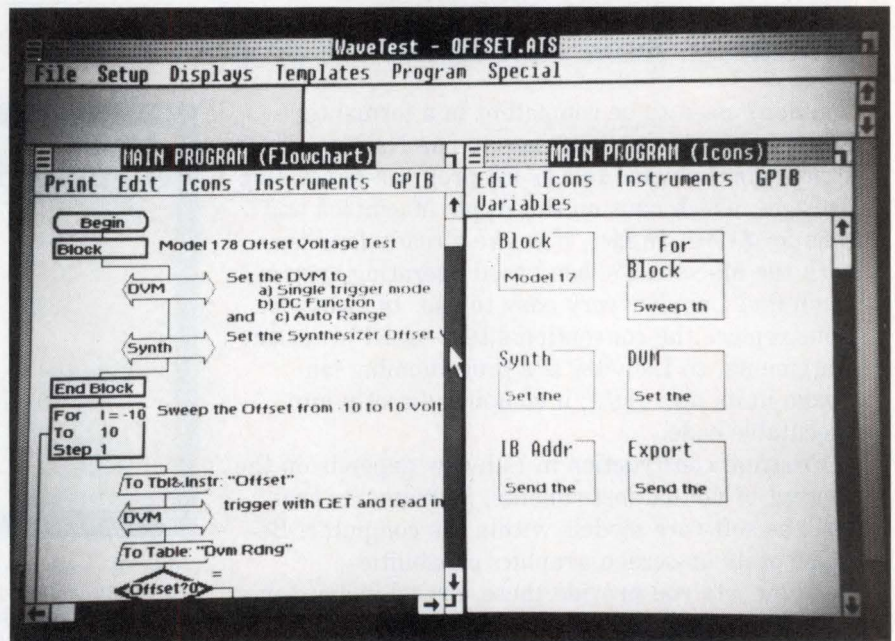 WaveTest - OFFSET.ATS
File Setup Displays Templates Program Special
MAIN PROGRAM (Flowchart)
Print Edit Icons Instruments GPIB
Begin
Block
Model 178 Offset Voltage Test
DVM
Set the DVM to
a) Single trigger mode
b) DC Function
and c) Auto Range
Synth
Set the Synthesizer Offset
End Block
For I = -10
To 10
Step 1
Sweep the Offset from -10 to 10 Volt
To Tbl&Instr: "Offset"
DVM
trigger with GET and read in
To Table: "Dvm Rdng"
=
Offset?0
MAIN PROGRAM (Icons)
Edit Icons Instruments GPIB
Variables
Block
Model 17
For
Block
Sweep th
Synth
Set the
DVM
Set the
IB Addr
Send the
Export
Send the